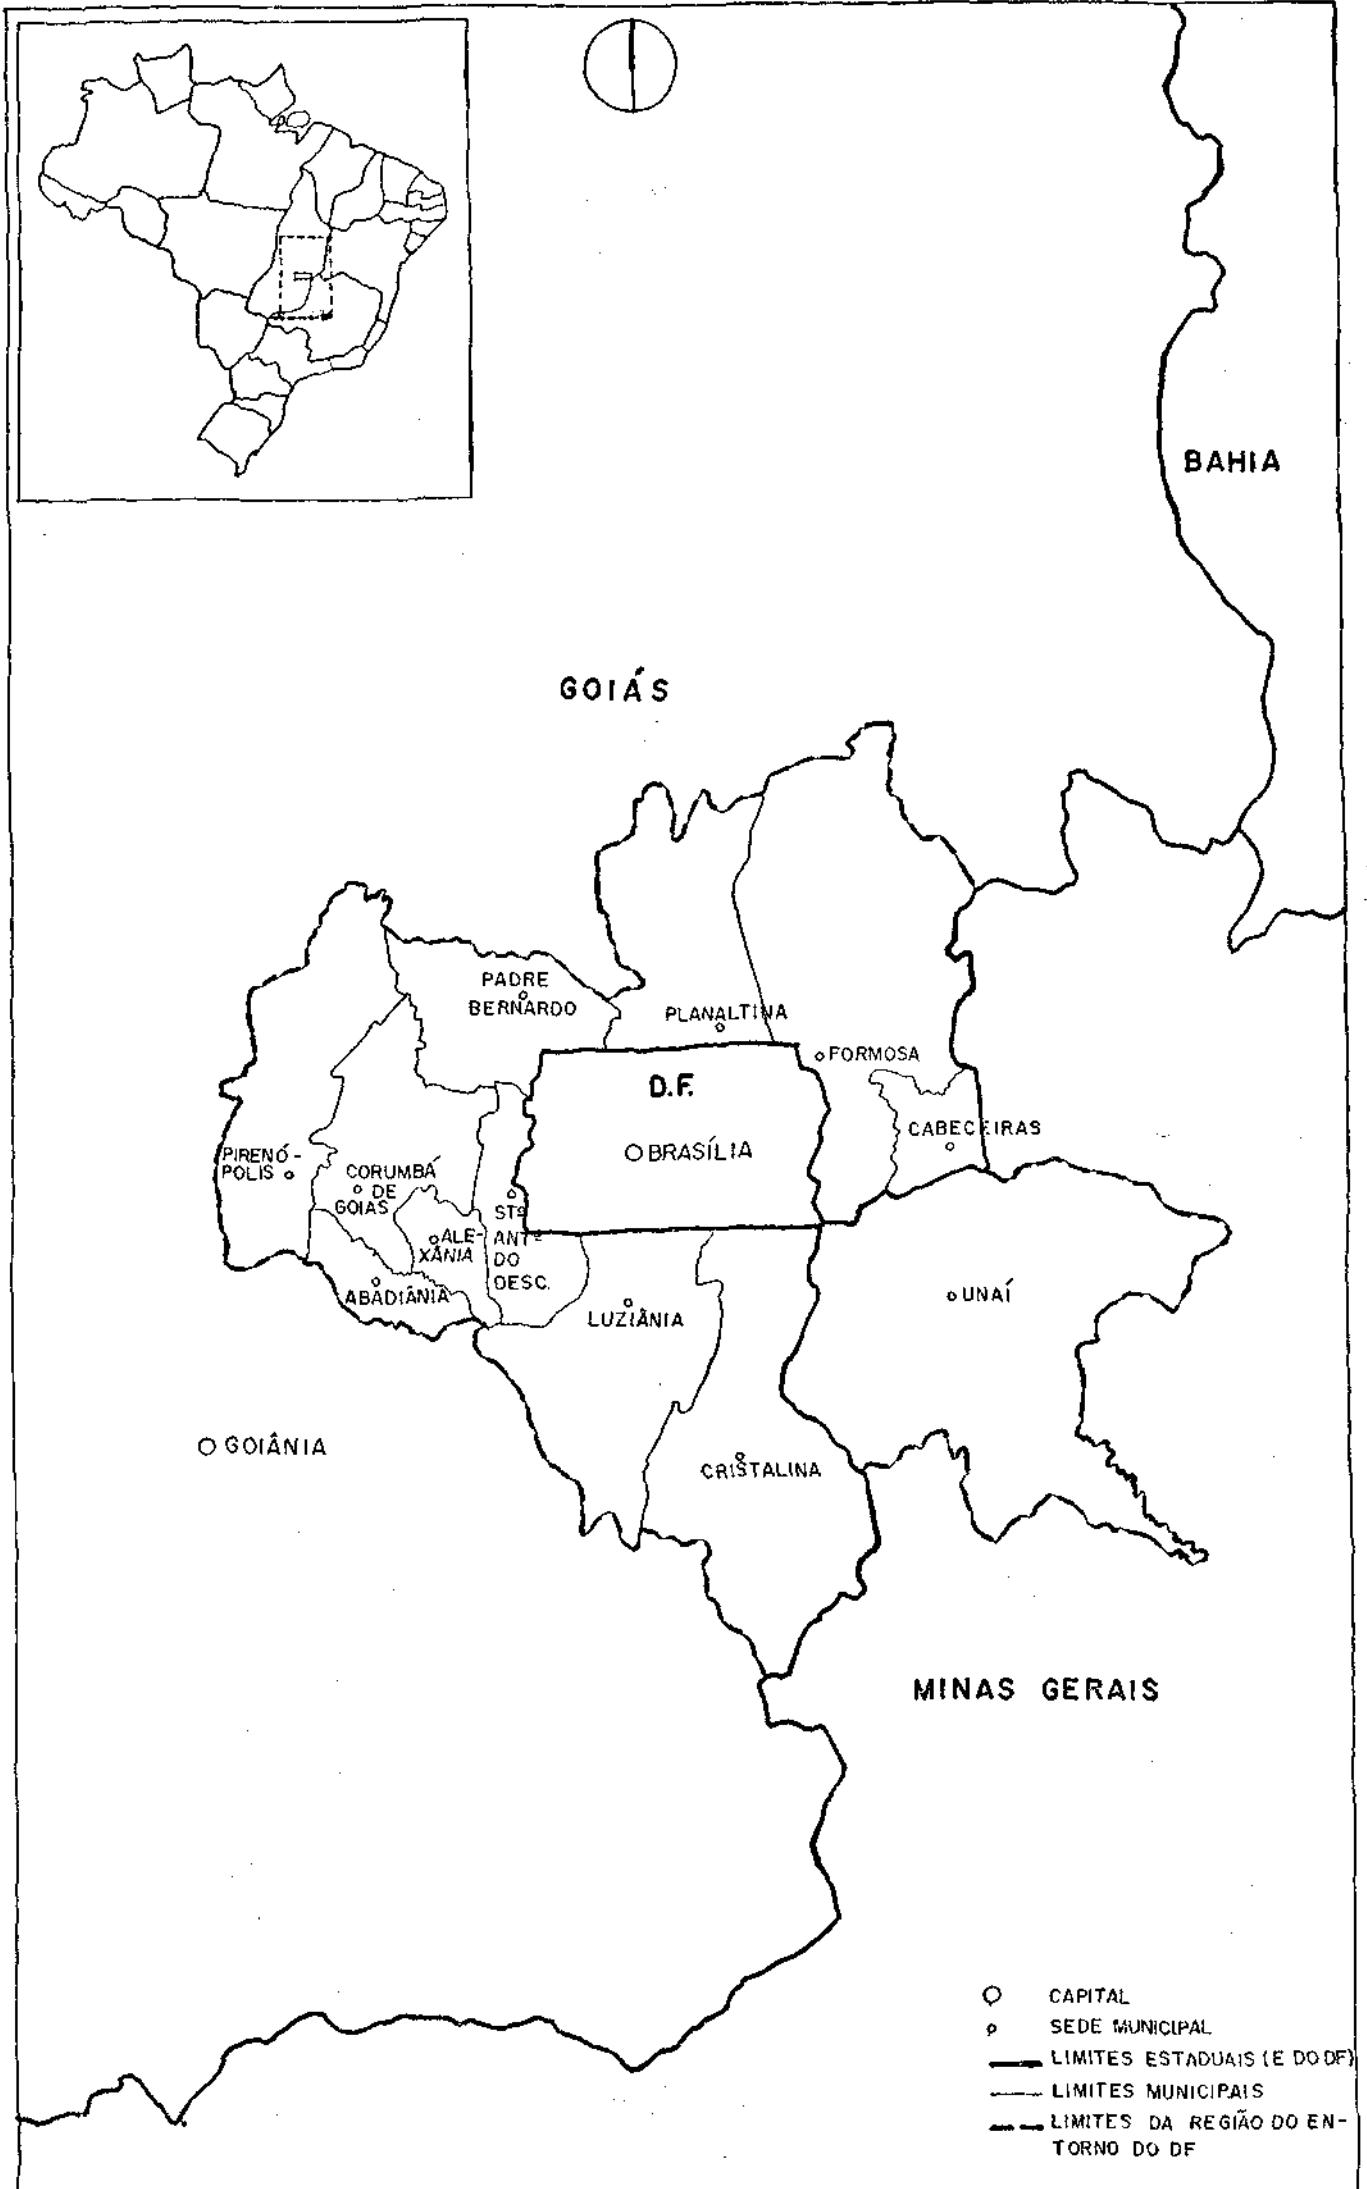 BAHIA
GOIÁS
PADRE
BERNARDO
PLANALTINA
FORMOSA
D.F.
CABECEIRAS
BRASÍLIA
PIRENÓ-
POLIS
CORUMBÁ
DE
GOIÁS
STº
ANTº
DO
DESC.
ALE-
XÂNIA
ABADIÂNIA
LUZIÂNIA
UNAÍ
GOIÂNIA
CRISTALINA
MINAS GERAIS
CAPITAL
SEDE MUNICIPAL
LIMITES ESTADUAIS (E DO DF)
LIMITES MUNICIPAIS
LIMITES DA REGIÃO DO EN-
TORNO DO DF